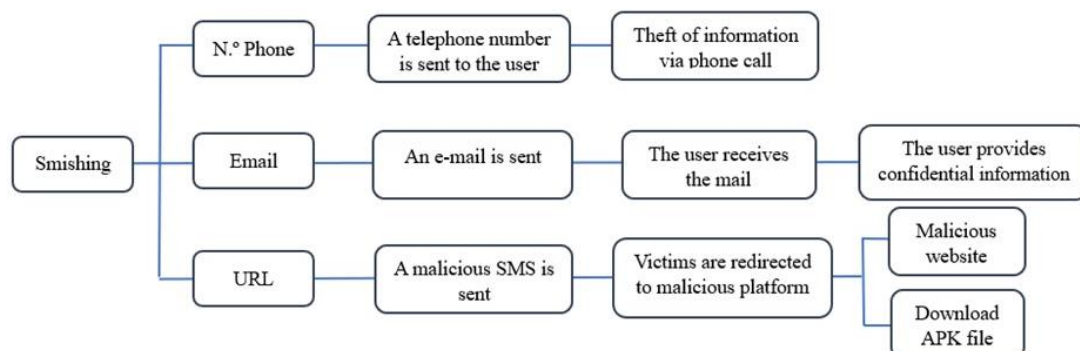 N.º Phone
A telephone number
is sent to the user
Theft of information
via phone call
Smishing
Email
An e-mail is sent
The user receives
the mail
The user provides
confidential information
URL
A malicious SMS is
sent
Victims are redirected
to malicious platform
Malicious
website
Download
APK file